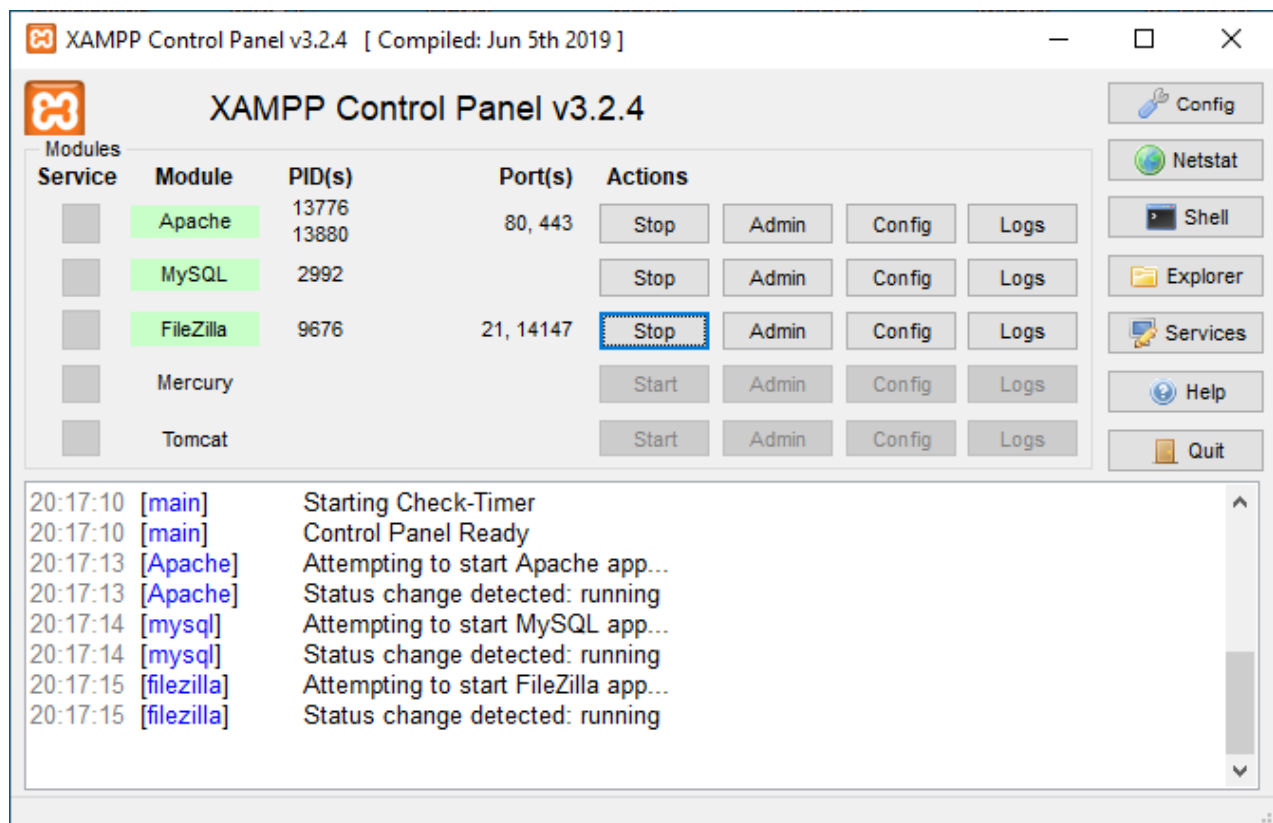 XAMPP Control Panel v3.2.4 [ Compiled: Jun 5th 2019 ]
XAMPP Control Panel v3.2.4
Config
Modules
Netstat
Service Module PID(s) Port(s) Actions
Apache 13776 13880 80, 443 Stop Admin Config Logs
Shell
MySQL 2992 Stop Admin Config Logs
Explorer
FileZilla 9676 21, 14147 Stop Admin Config Logs
Services
Mercury Start Admin Config Logs
Help
Tomcat Start Admin Config Logs
Quit
20:17:10 [main] Starting Check-Timer
20:17:10 [main] Control Panel Ready
20:17:13 [Apache] Attempting to start Apache app...
20:17:13 [Apache] Status change detected: running
20:17:14 [mysql] Attempting to start MySQL app...
20:17:14 [mysql] Status change detected: running
20:17:15 [filezilla] Attempting to start FileZilla app...
20:17:15 [filezilla] Status change detected: running